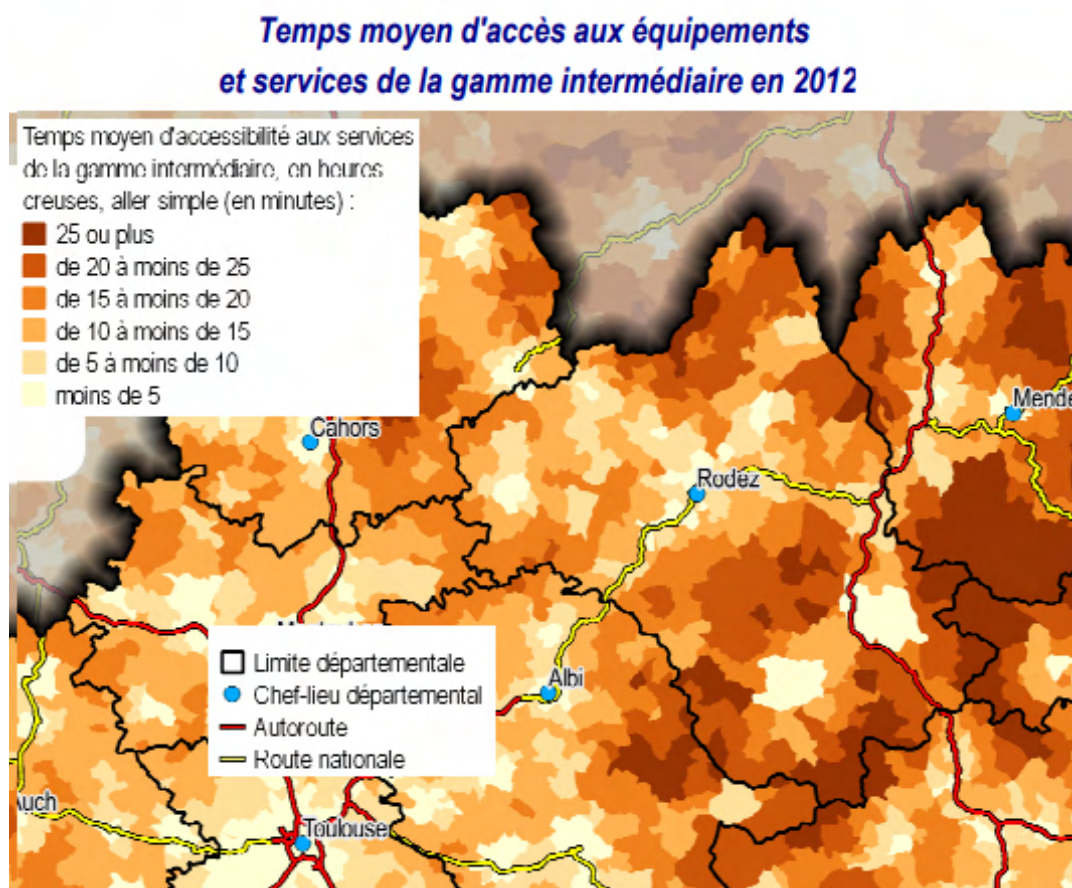 Temps moyen d'accès aux équipements
et services de la gamme intermédiaire en 2012
Temps moyen d'accessibilité aux services
de la gamme intermédiaire, en heures
creuses, aller simple (en minutes) :
25 ou plus
de 20 à moins de 25
de 15 à moins de 20
de 10 à moins de 15
de 5 à moins de 10
moins de 5
Cahors
Mende
Rodez
Limite départementale
Chef-lieu départemental
Albi
Autoroute
Route nationale
Auch
Toulouse